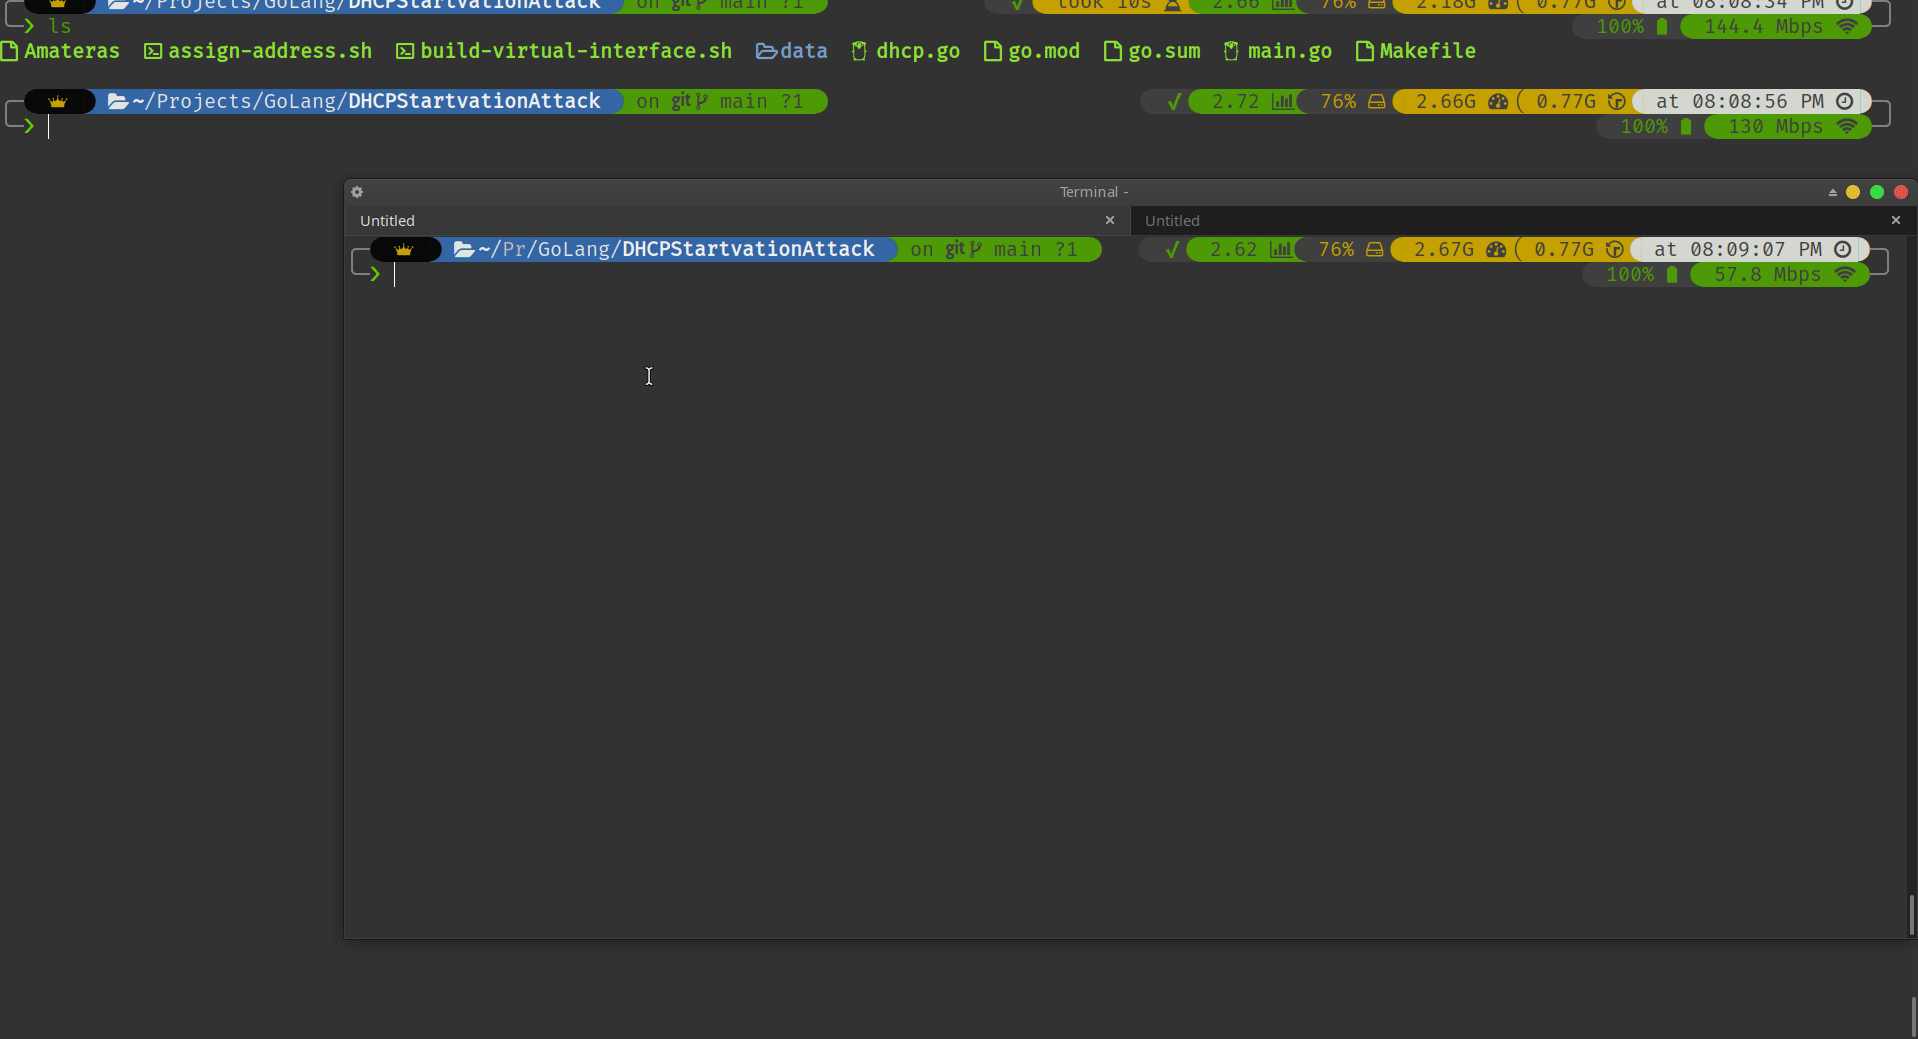 ~/Projects/GoLang/DHCPStartvationAttack on git main ?1 √ took 10s 2.66 76% 2.18G 0.77G at 08:08:34 PM
❯ ls 100% 144.4 Mbps
Amateras assign-address.sh build-virtual-interface.sh data dhcp.go go.mod go.sum main.go Makefile
~/Projects/GoLang/DHCPStartvationAttack on git main ?1 √ 2.72 76% 2.66G 0.77G at 08:08:56 PM
❯ 100% 130 Mbps
Terminal -
Untitled Untitled
~/Pr/GoLang/DHCPStartvationAttack on git main ?1 √ 2.62 76% 2.67G 0.77G at 08:09:07 PM
❯ 100% 57.8 Mbps